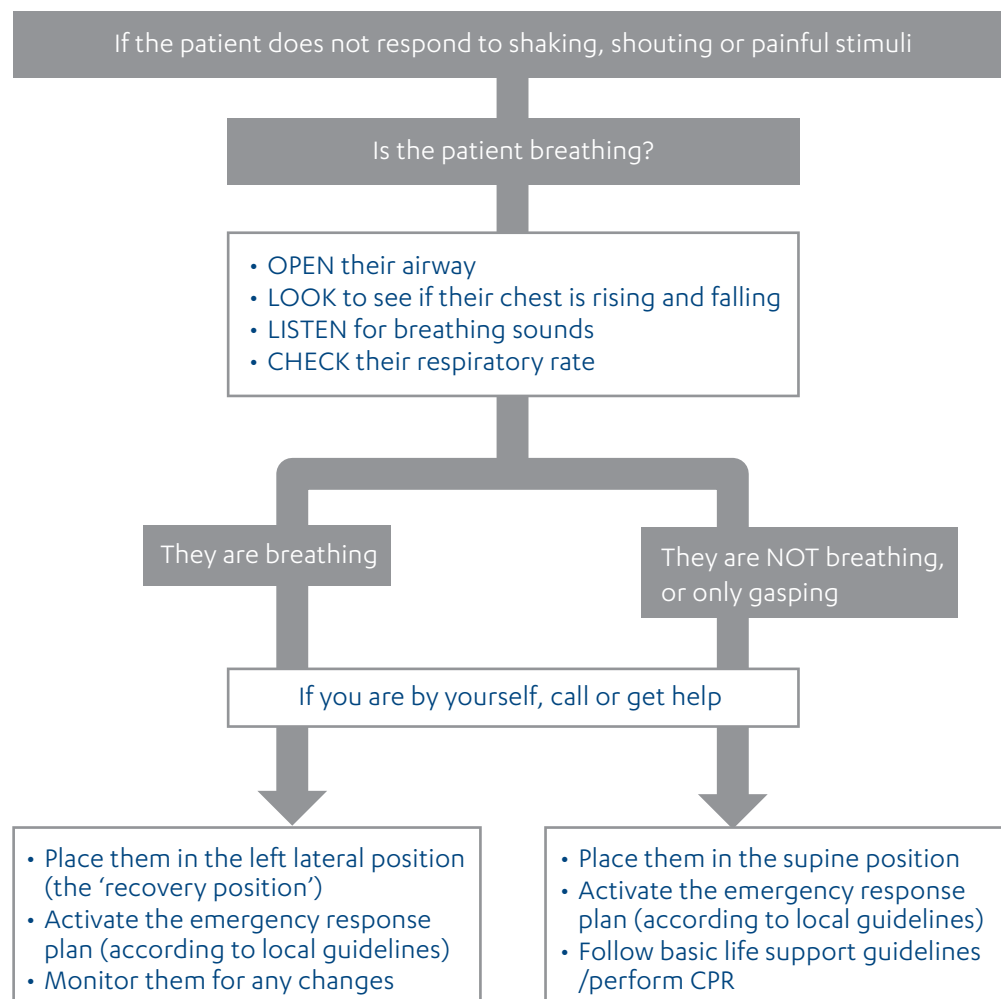 If the patient does not respond to shaking, shouting or painful stimuli
Is the patient breathing?
• OPEN their airway
• LOOK to see if their chest is rising and falling
• LISTEN for breathing sounds
• CHECK their respiratory rate
They are breathing
They are NOT breathing,
or only gasping
If you are by yourself, call or get help
• Place them in the left lateral position
(the ‘recovery position’)
• Activate the emergency response
plan (according to local guidelines)
• Monitor them for any changes
• Place them in the supine position
• Activate the emergency response
plan (according to local guidelines)
• Follow basic life support guidelines
/perform CPR